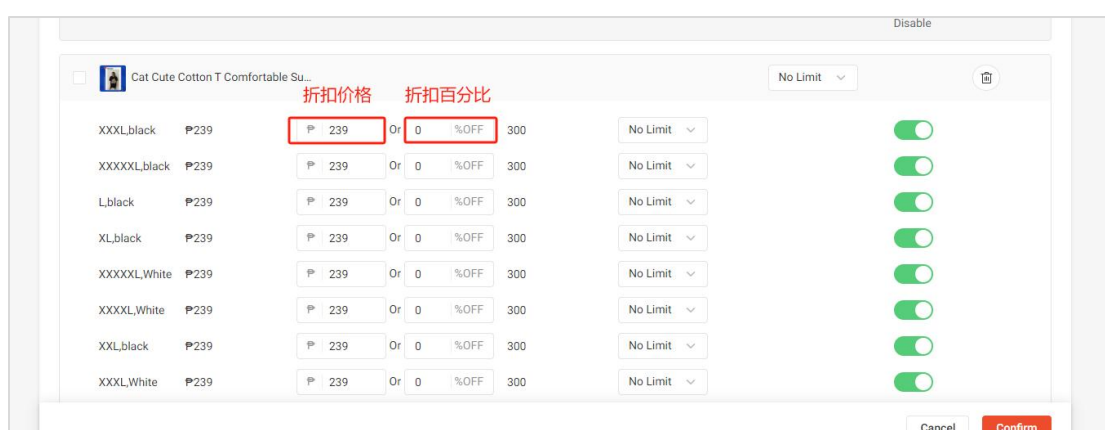 Disable
Cat Cute Cotton T Comfortable Su...
No Limit
折扣价格 折扣百分比
XXXL,black ₱239 ₱ 239 Or 0 %OFF 300 No Limit
XXXXXL,black ₱239 ₱ 239 Or 0 %OFF 300 No Limit
L,black ₱239 ₱ 239 Or 0 %OFF 300 No Limit
XL,black ₱239 ₱ 239 Or 0 %OFF 300 No Limit
XXXXXL,White ₱239 ₱ 239 Or 0 %OFF 300 No Limit
XXXXL,White ₱239 ₱ 239 Or 0 %OFF 300 No Limit
XXL,black ₱239 ₱ 239 Or 0 %OFF 300 No Limit
XXXL,White ₱239 ₱ 239 Or 0 %OFF 300 No Limit
Cancel Confirm